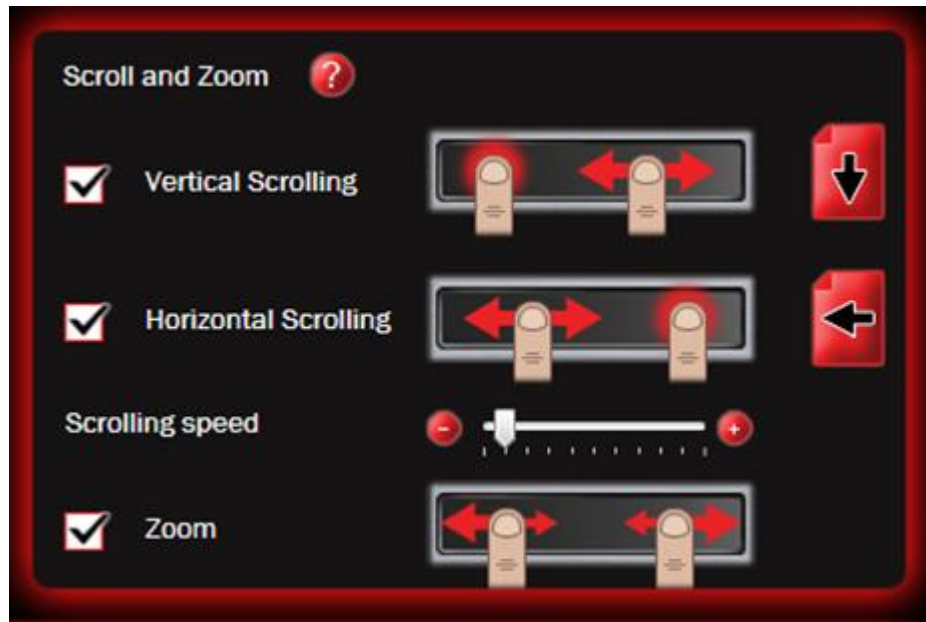 Scroll and Zoom ?
Vertical Scrolling
Horizontal Scrolling
Scrolling speed - +
Zoom